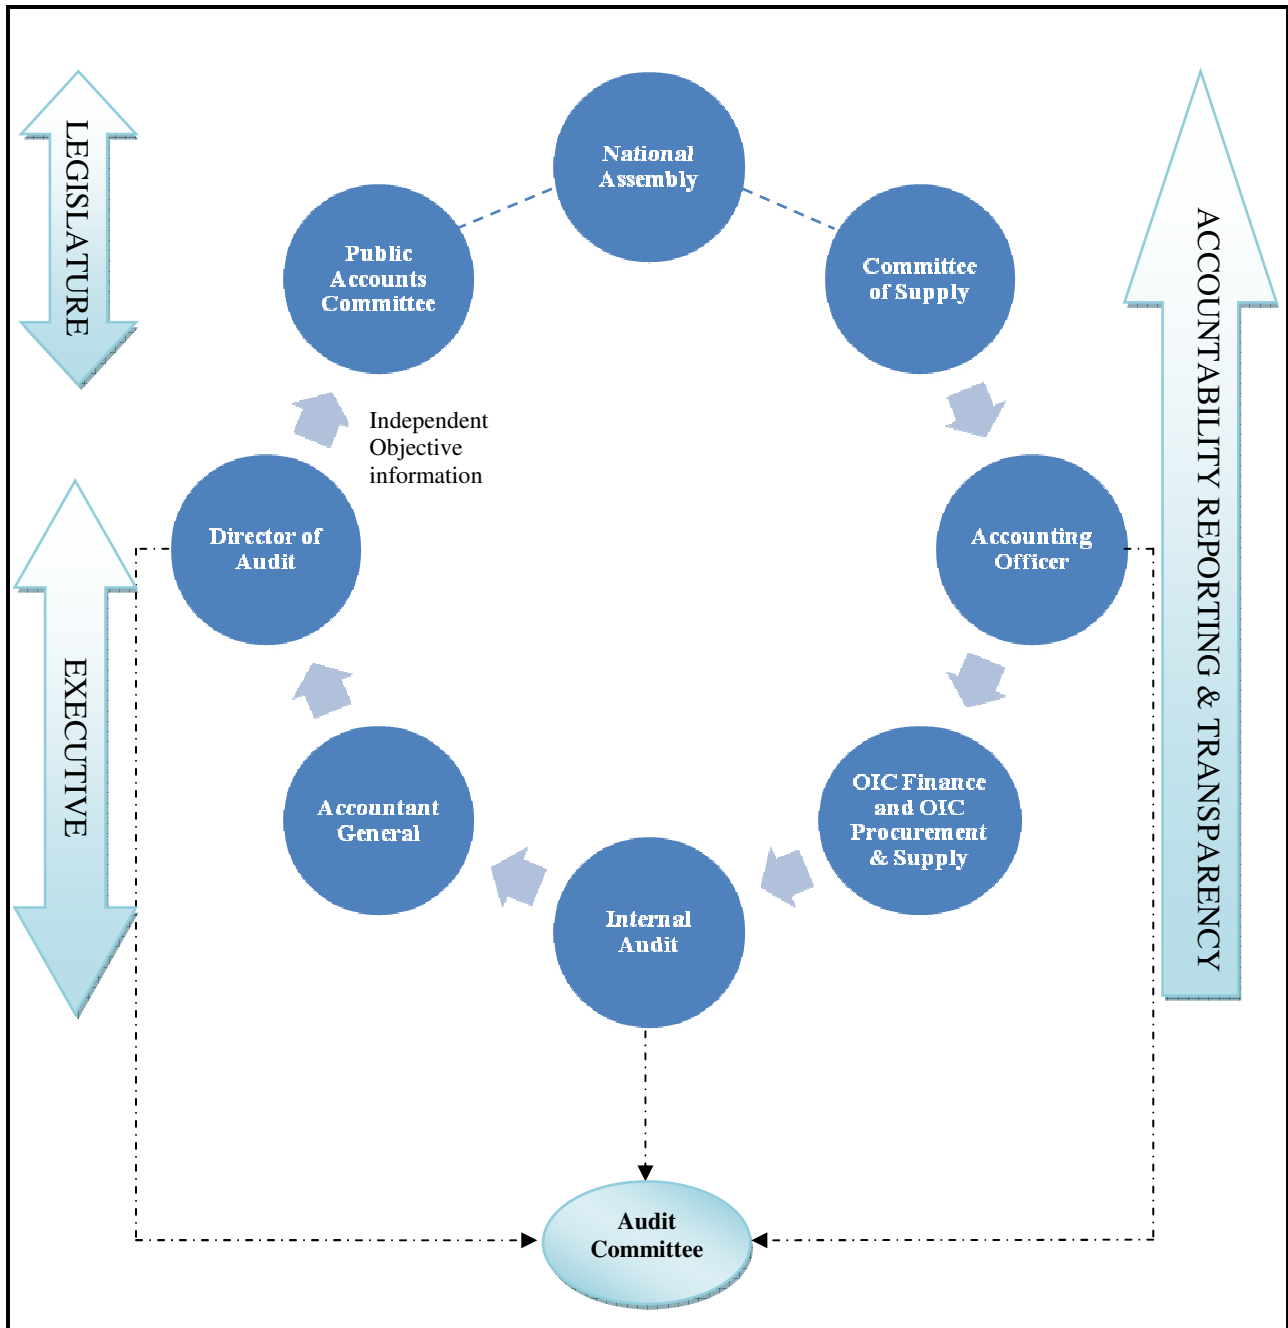 LEGISLATURE
National
Assembly
Public
Accounts
Committee
Committee
of Supply
ACCOUNTABILITY REPORTING & TRANSPARENCY
Independent
Objective
information
Director of
Audit
Accounting
Officer
EXECUTIVE
Accountant
General
OIC Finance
and OIC
Procurement
& Supply
Internal
Audit
Audit
Committee